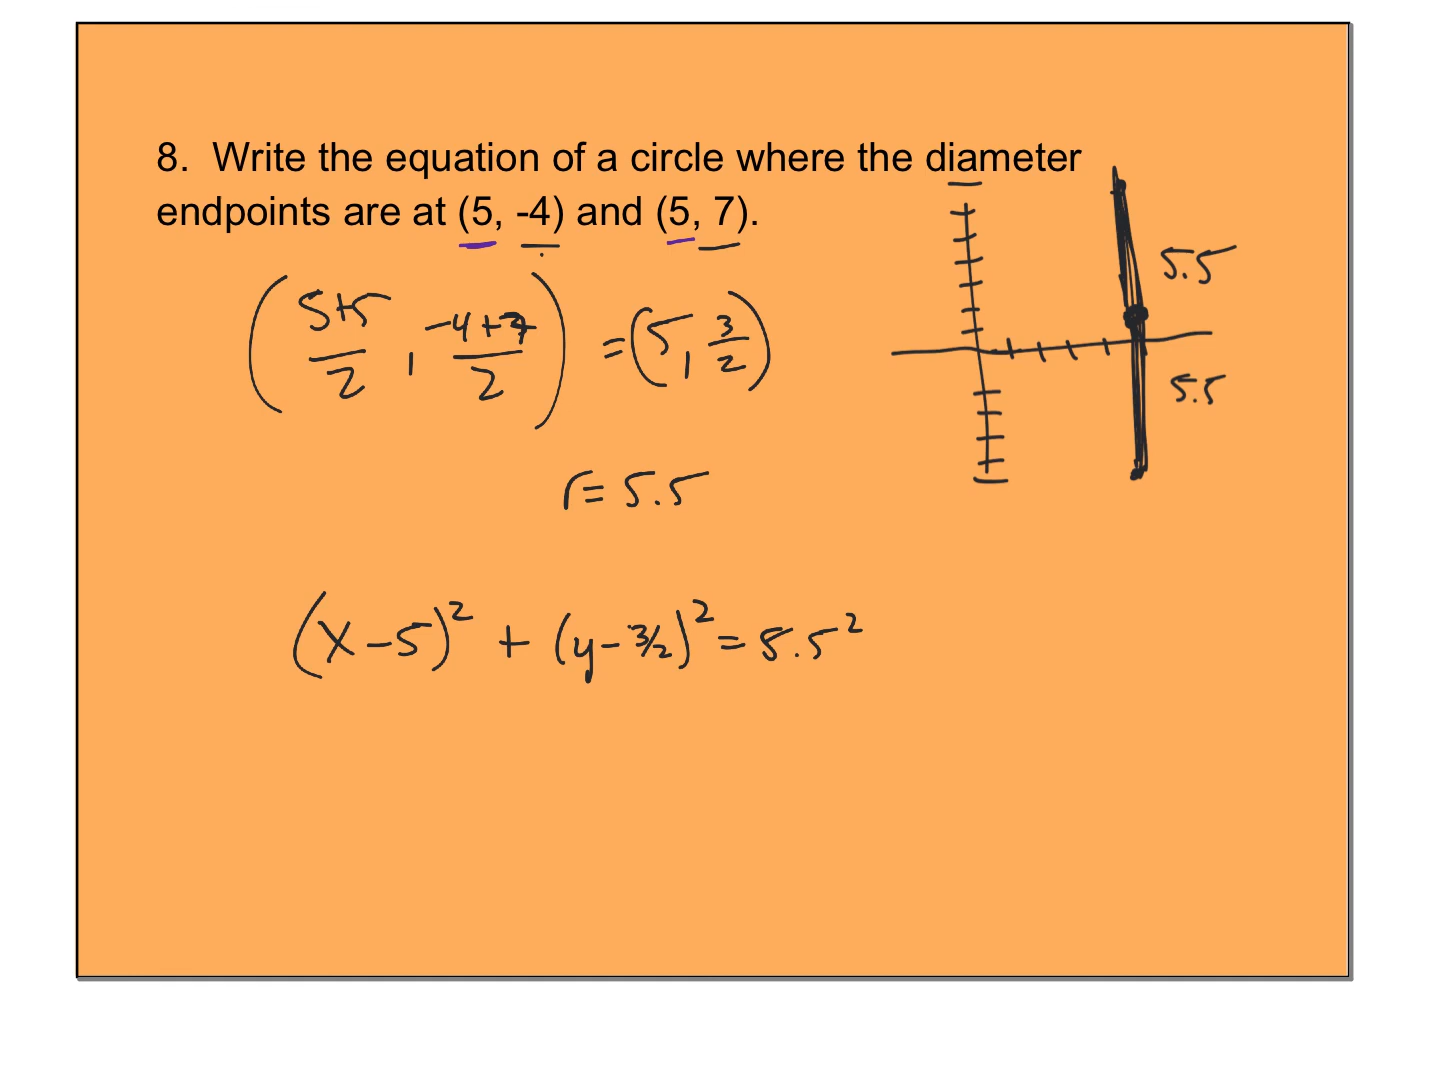 8. Write the equation of a circle where the diameter
endpoints are at (5, -4) and (5, 7).
(5+5/2, -4+7/2) = (5, 3/2)
5.5
5.5
r = 5.5
(x-5)² + (y-3/2)² = 5.5²